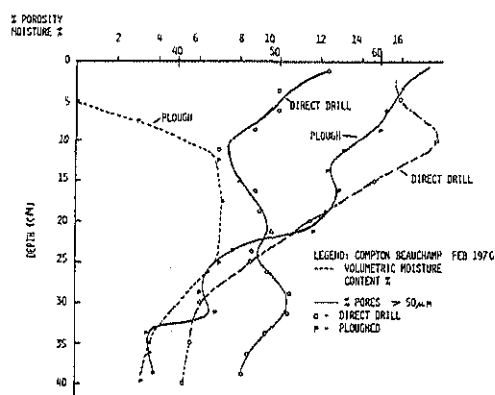 % POROSITY
MOISTURE %
0 2 4 6 8 10 12 14 16
40 50 60
0
5
10
15
20
25
30
35
40
DEPTH (CM)
DIRECT DRILL
PLOUGH
PLOUGH
DIRECT DRILL
LEGEND: COMPTON BEAUCHAMP FEB 1976
VOLUMETRIC MOISTURE
CONTENT %
% PORES ≥ 50μm
DIRECT DRILL
PLOUGHED